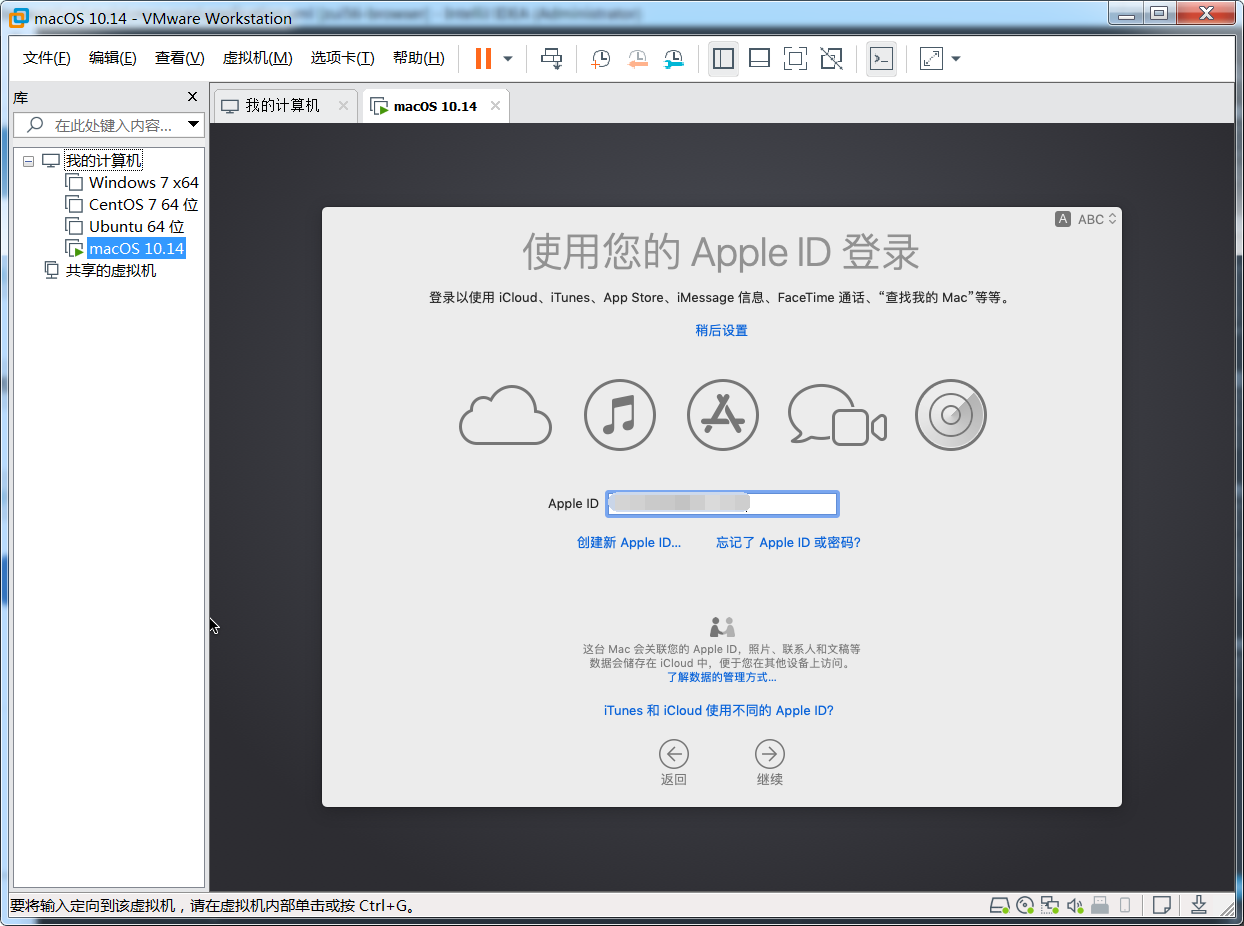 macOS 10.14 - VMware Workstation
文件(F) 编辑(E) 查看(V) 虚拟机(M) 选项卡(T) 帮助(H)
库
在此处键入内容...
我的计算机
Windows 7 x64
CentOS 7 64 位
Ubuntu 64 位
macOS 10.14
共享的虚拟机
我的计算机 macOS 10.14
A ABC
使用您的 Apple ID 登录
登录以使用 iCloud、iTunes、App Store、iMessage 信息、FaceTime 通话、“查找我的 Mac”等等。
稍后设置
Apple ID
创建新 Apple ID... 忘记了 Apple ID 或密码?
这台 Mac 会关联您的 Apple ID，照片、联系人和文稿等
数据会储存在 iCloud 中，便于您在其他设备上访问。
了解数据的管理方式...
iTunes 和 iCloud 使用不同的 Apple ID?
返回 继续
要将输入定向到该虚拟机，请在虚拟机内部单击或按 Ctrl+G。